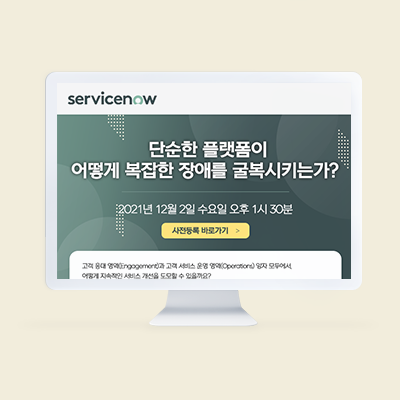 servicenow
단순한 플랫폼이
어떻게 복잡한 장애를 굴복시키는가?
2021년 12월 2일 수요일 오후 1시 30분
사전등록 바로가기 >
고객 응대 영역(Engagement)과 고객 서비스 운영 영역(Operations) 양자 모두에서,
어떻게 지속적인 서비스 개선을 도모할 수 있을까요?